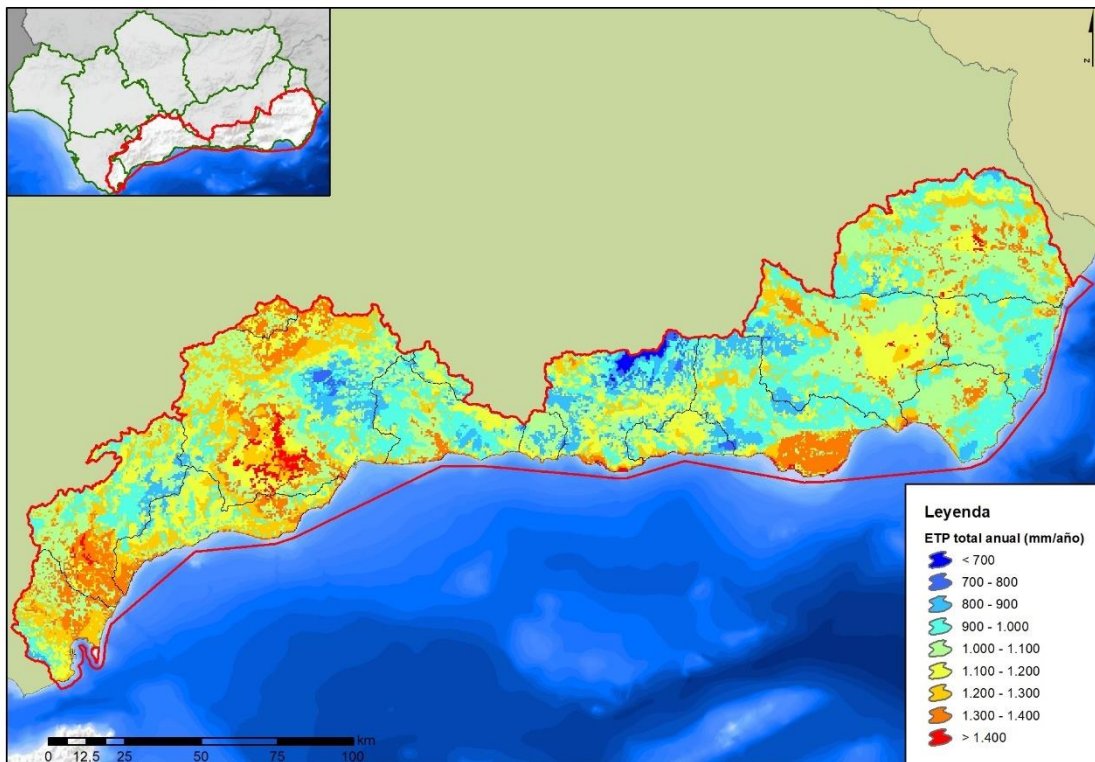 z
Leyenda
ETP total anual (mm/año)
< 700
700 - 800
800 - 900
900 - 1.000
1.000 - 1.100
1.100 - 1.200
1.200 - 1.300
1.300 - 1.400
> 1.400
km
0 12.5 25 50 75 100